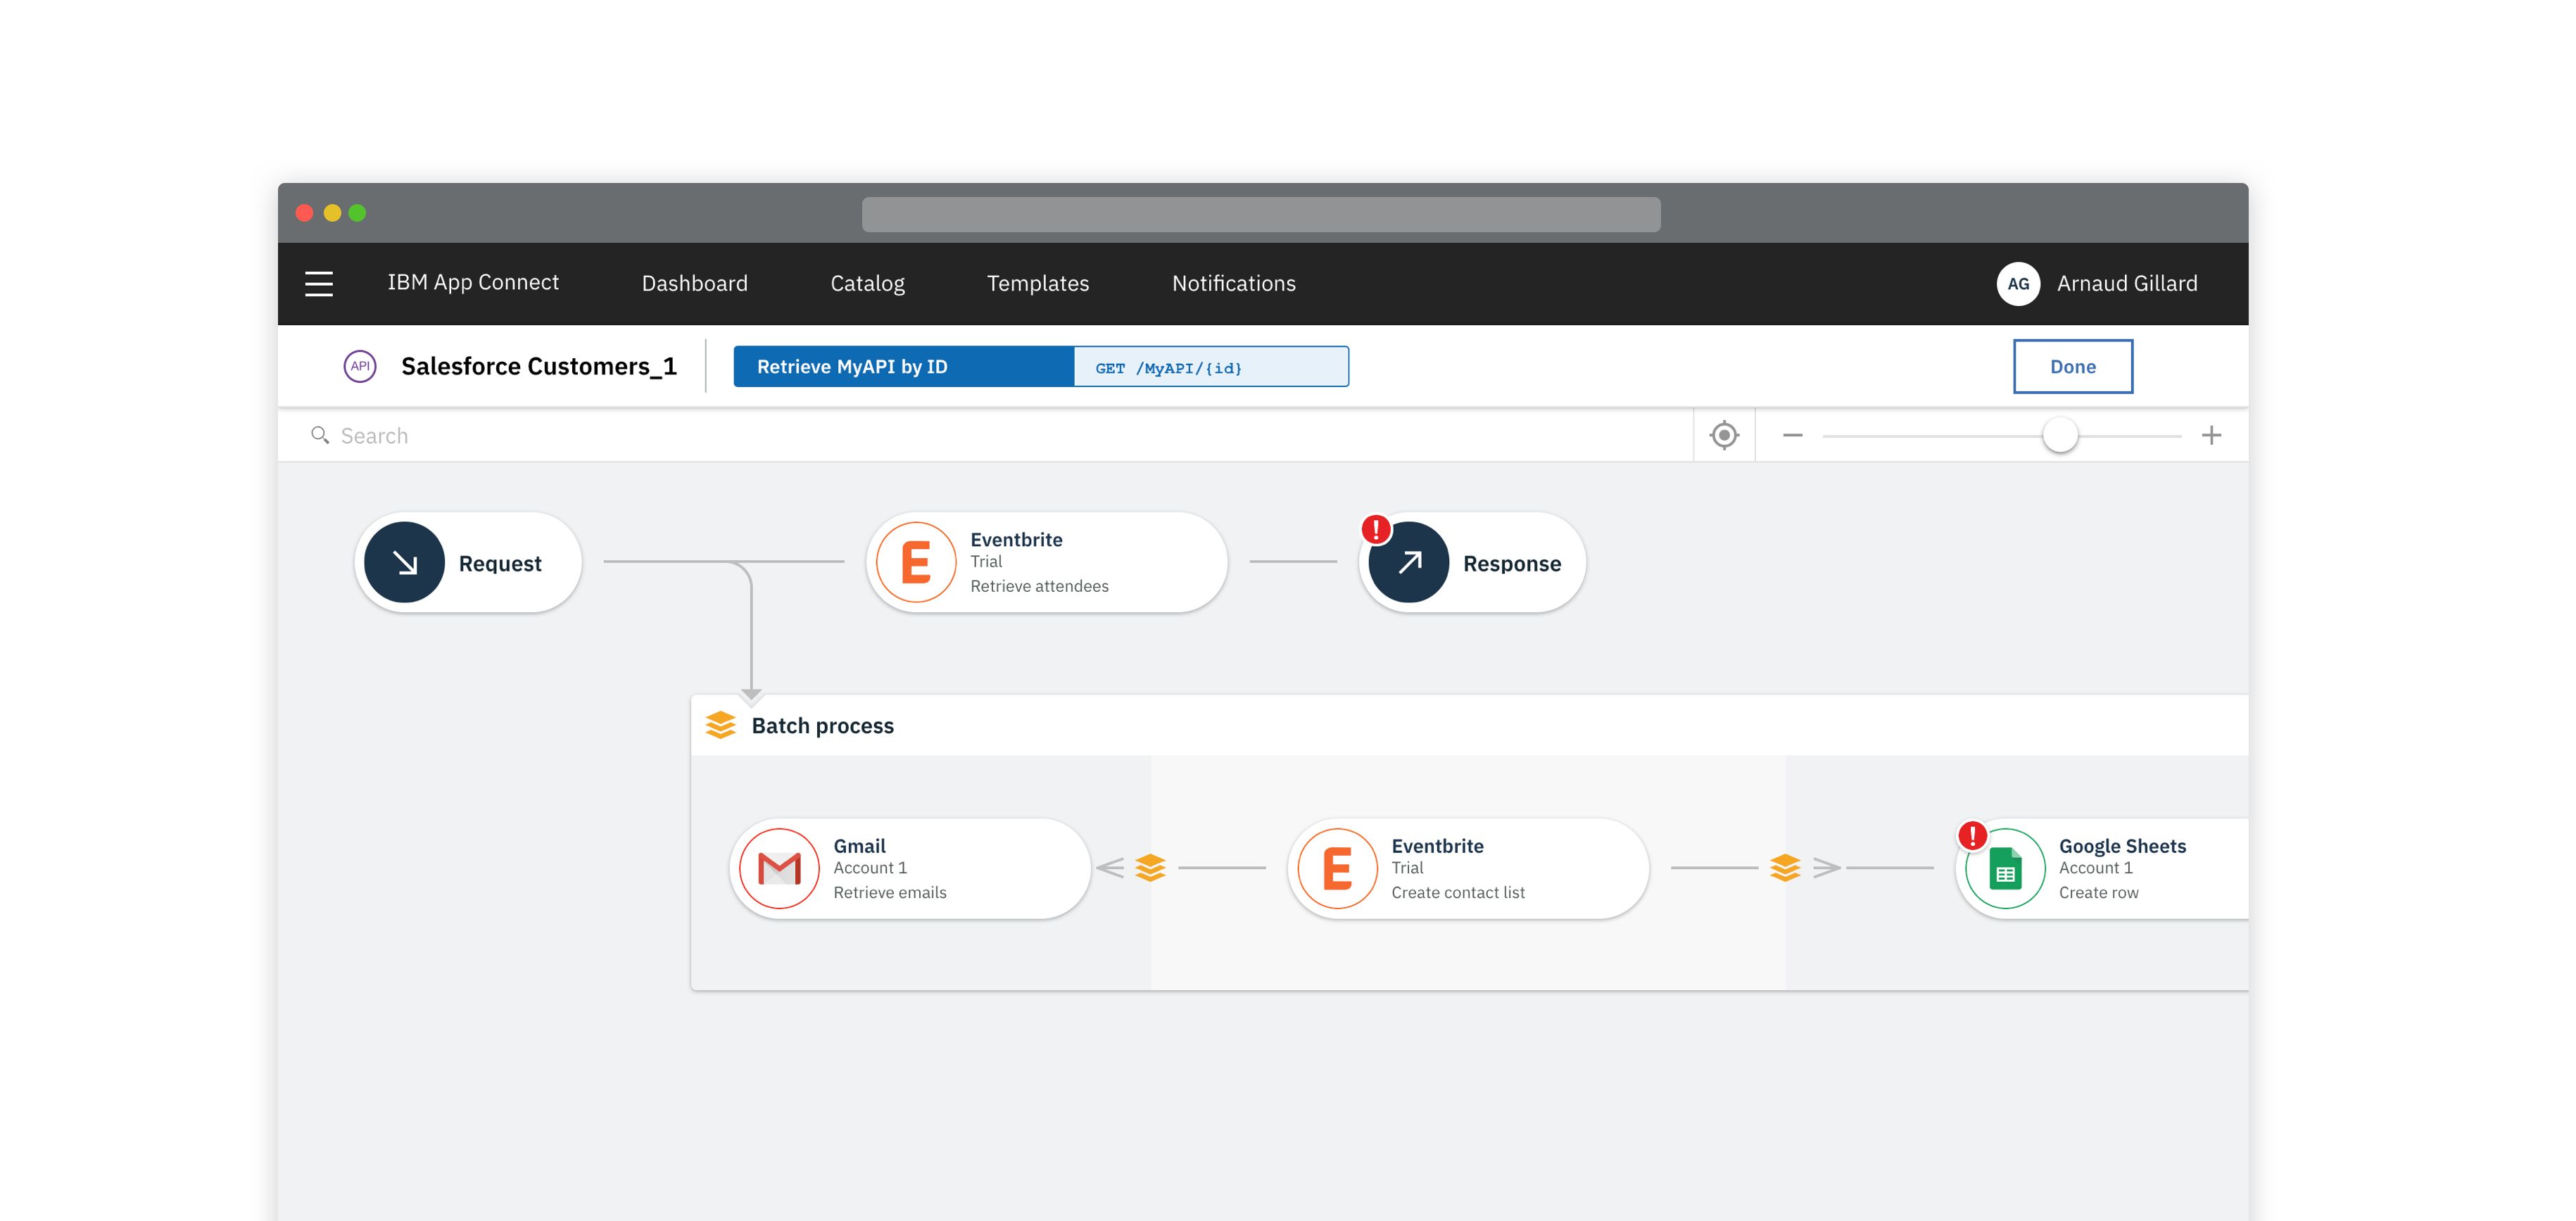 IBM App Connect Dashboard Catalog Templates Notifications AG Arnaud Gillard
API Salesforce Customers_1 Retrieve MyAPI by ID GET /MyAPI/{id} Done
Search
Request
Eventbrite
Trial
Retrieve attendees
! Response
Batch process
Gmail
Account 1
Retrieve emails
Eventbrite
Trial
Create contact list
! Google Sheets
Account 1
Create row